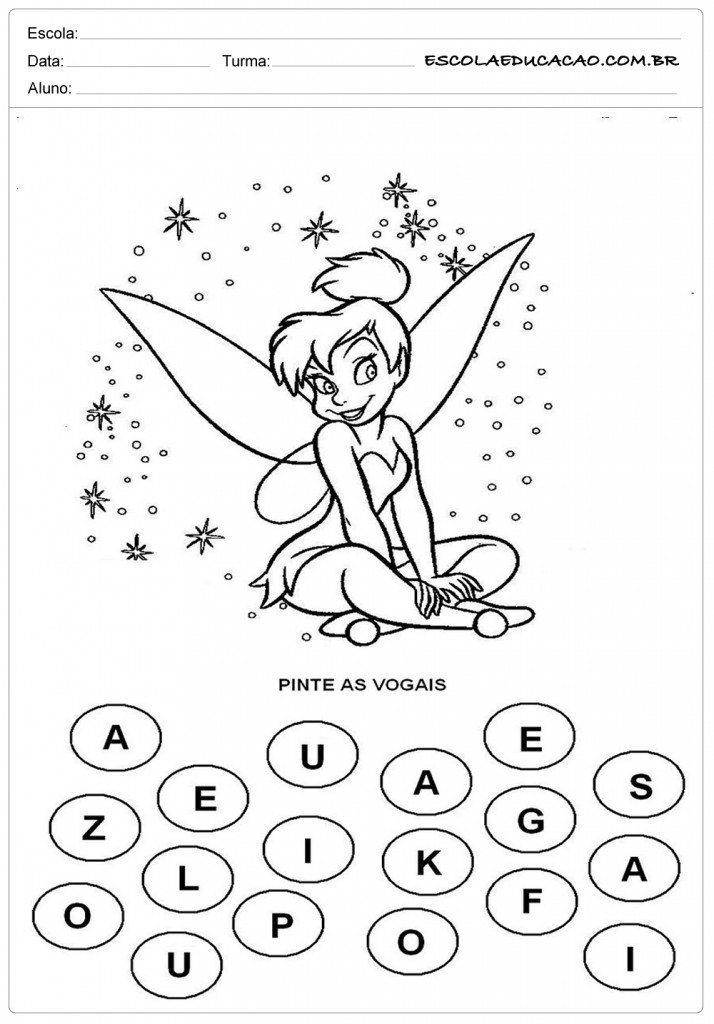 Escola:
Data: Turma: ESCOLAEDUCACAO.COM.BR
Aluno:
PINTE AS VOGAIS
A U E
E A S
Z I G
L K A
O P F
U O I